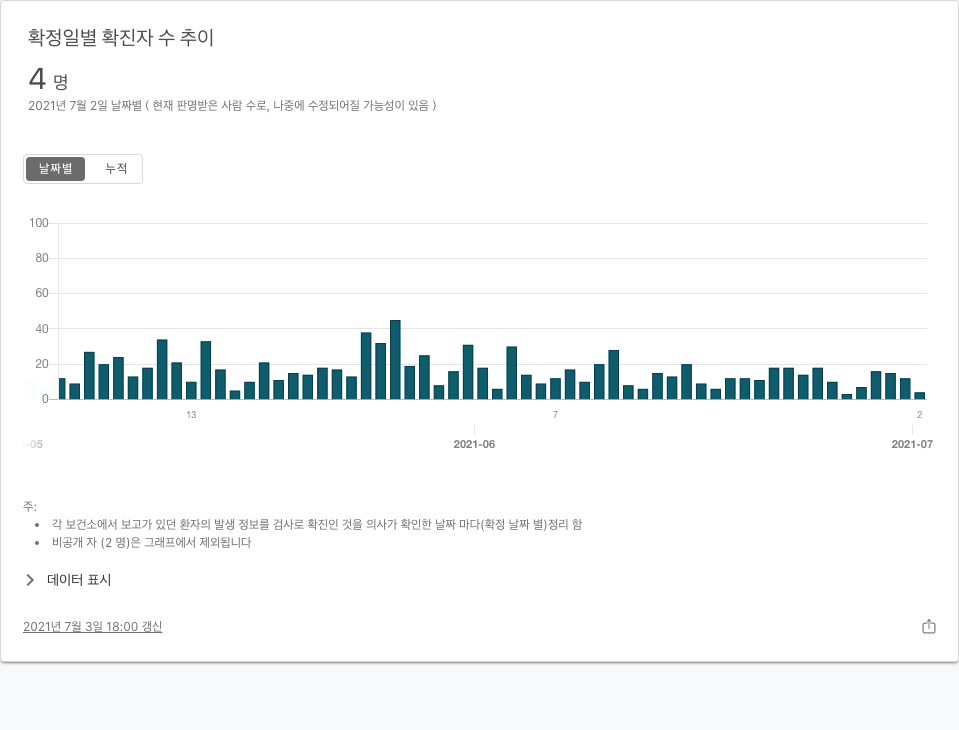 확정일별 확진자 수 추이
4 명
2021년 7월 2일 날짜별 ( 현재 판명받은 사람 수로, 나중에 수정되어질 가능성이 있음 )
날짜별 누적
100
80
60
40
20
0
13 7 2
-05 2021-06 2021-07
주:
• 각 보건소에서 보고가 있던 환자의 발생 정보를 검사로 확진인 것을 의사가 확인한 날짜 마다(확정 날짜 별)정리 함
• 비공개 자 (2 명)은 그래프에서 제외됩니다
데이터 표시
2021년 7월 3일 18:00 갱신